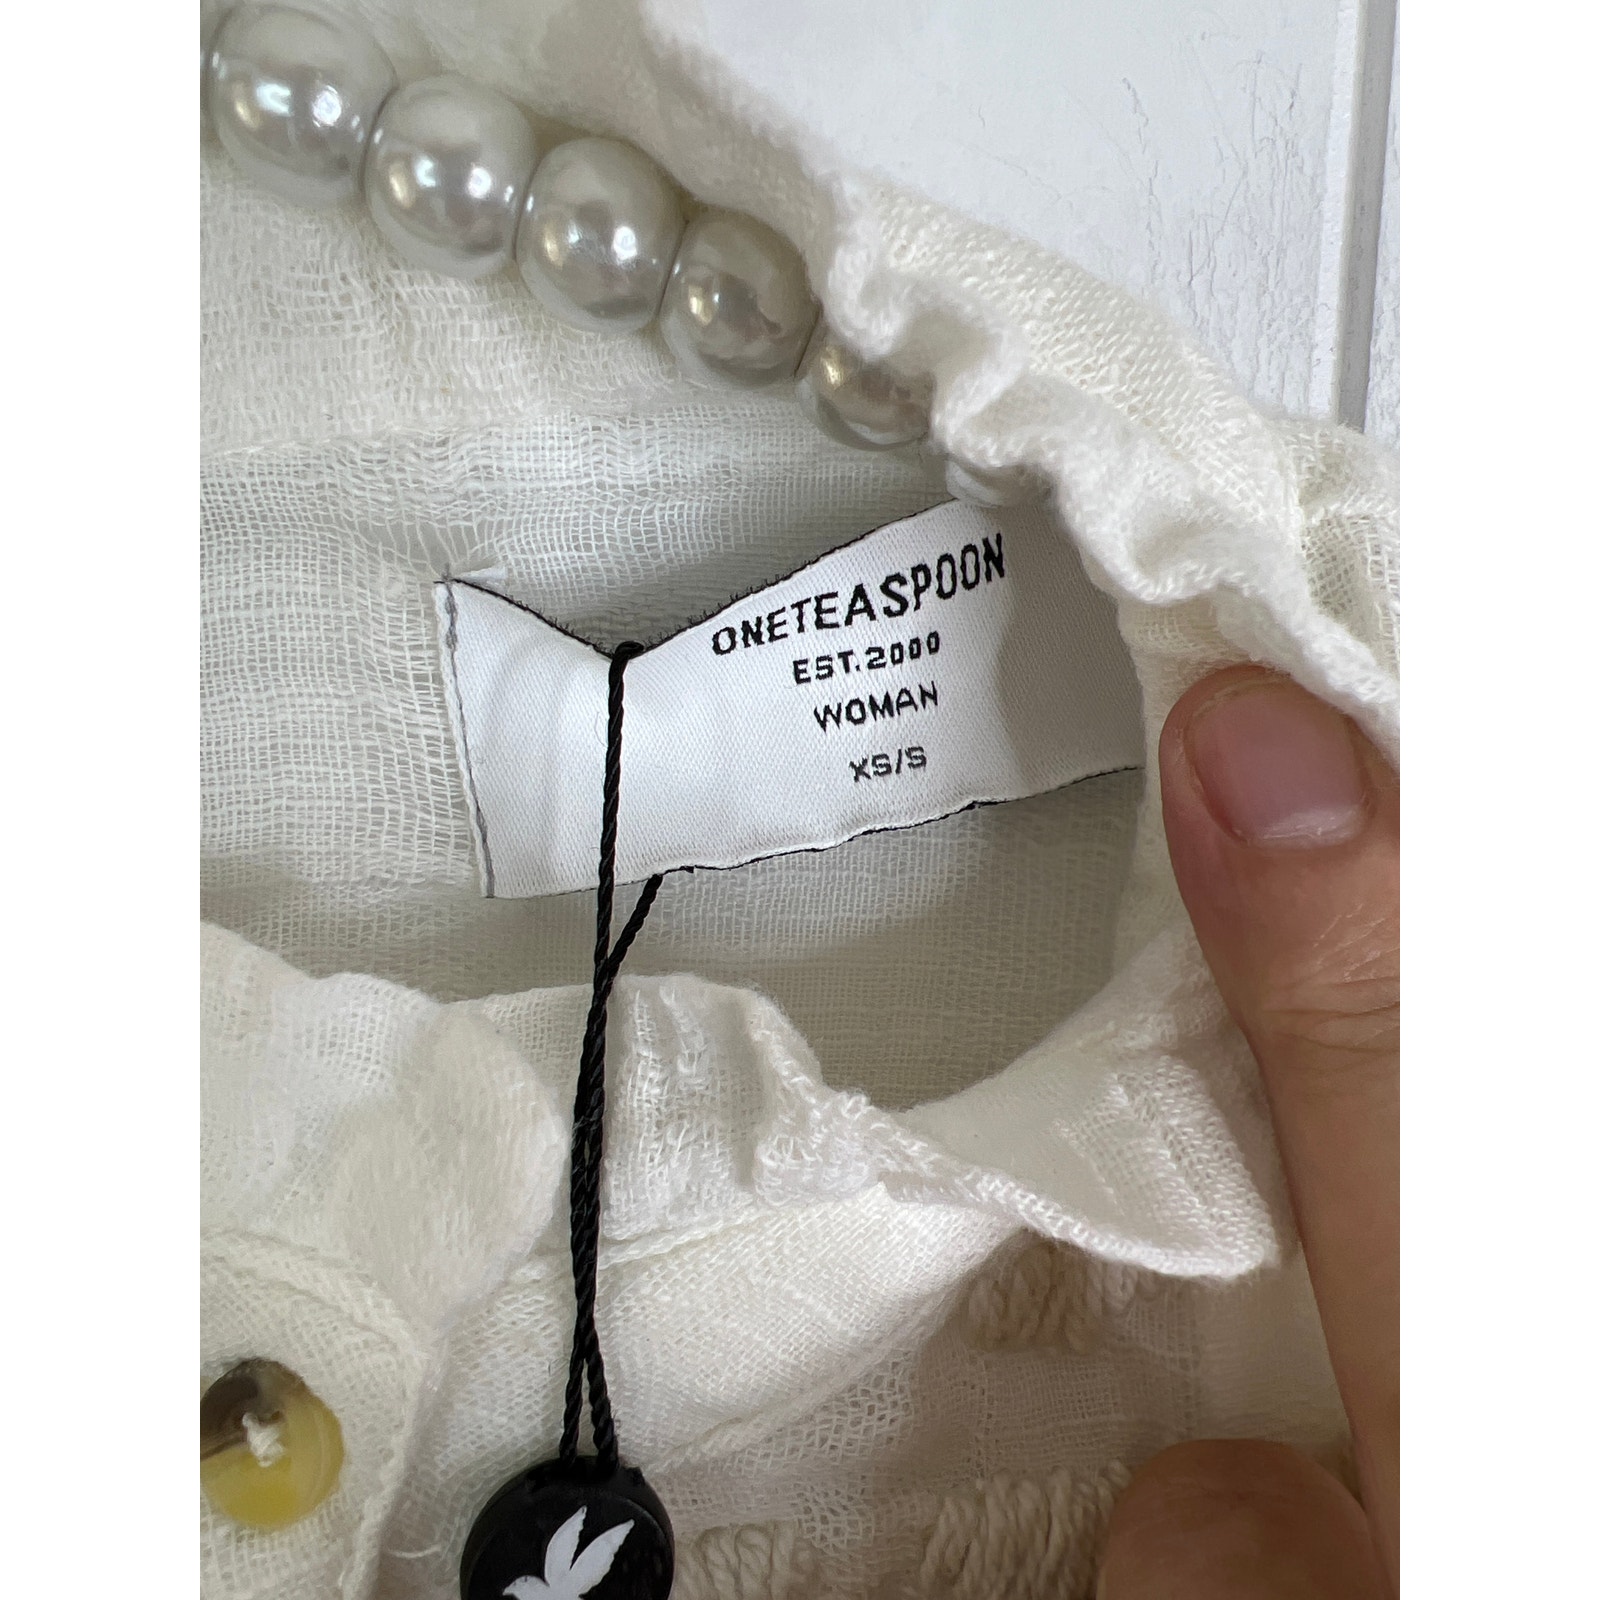 ONETEASPOON
EST.2000
WOMAN
XS/S